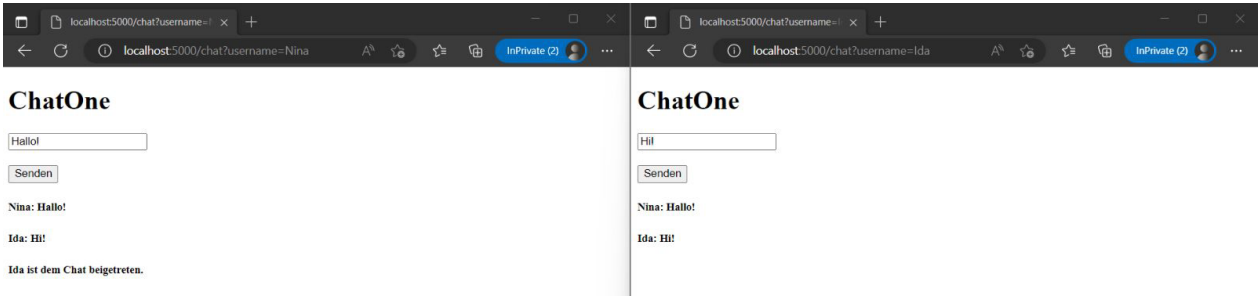 localhost:5000/chat?username=
localhost:5000/chat?username=Nina
InPrivate (2)
ChatOne
Hallo!
Senden
Nina: Hallo!
Ida: Hi!
Ida ist dem Chat beigetreten.
localhost:5000/chat?username=
localhost:5000/chat?username=Ida
InPrivate (2)
ChatOne
Hi!
Senden
Nina: Hallo!
Ida: Hi!